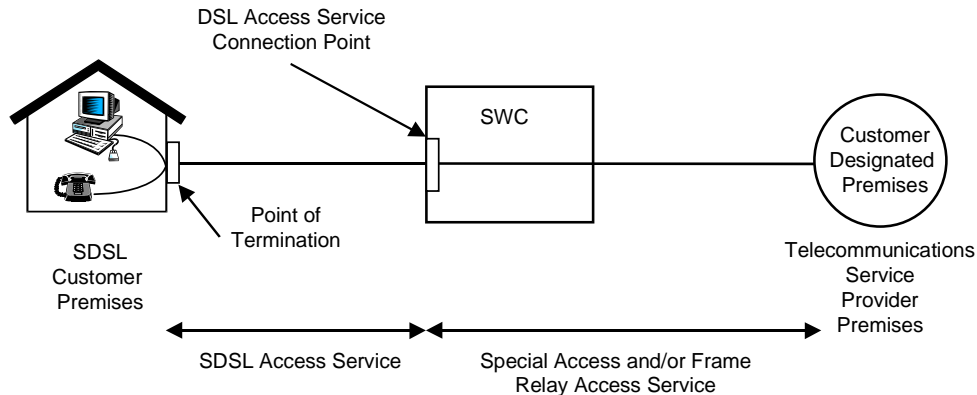 DSL Access Service
Connection Point
SWC
Customer
Designated
Premises
Point of
Termination
SDSL
Customer
Premises
Telecommunications
Service
Provider
Premises
SDSL Access Service
Special Access and/or Frame
Relay Access Service